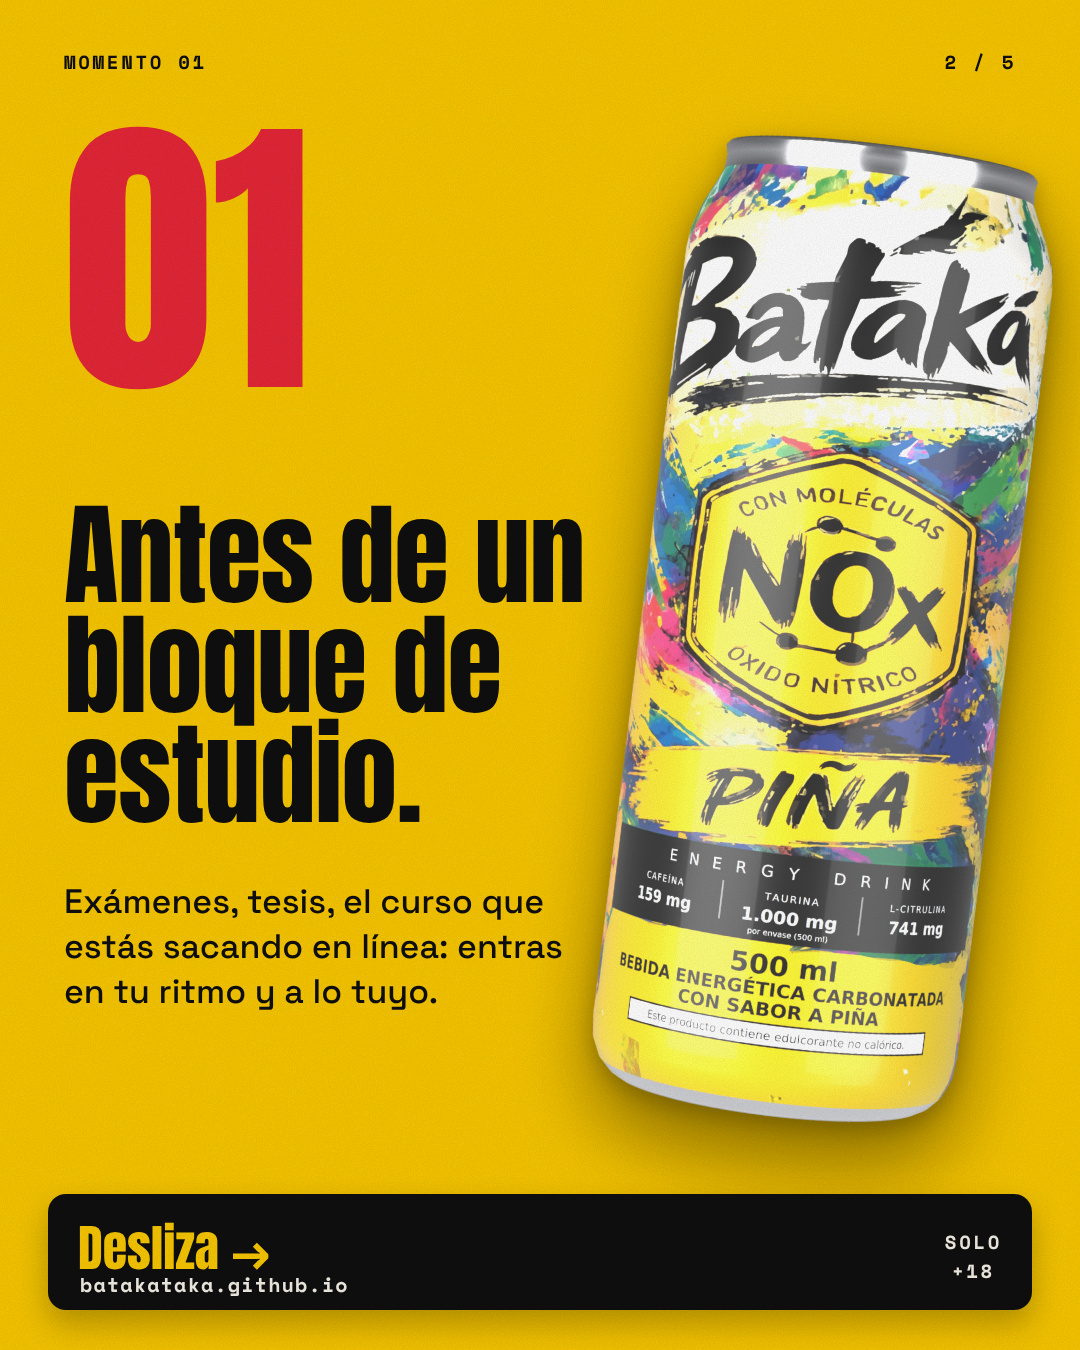 MOMENTO 01
2 / 5
01
Antes de un
bloque de
estudio.
Exámenes, tesis, el curso que
estás sacando en línea: entras
en tu ritmo y a lo tuyo.
Bataká
CON MOLÉCULAS
NOx
ÓXIDO NÍTRICO
PIÑA
ENERGY DRINK
CAFEÍNA
159 mg
TAURINA
1.000 mg
por envase (500 ml)
L-CITRULINA
741 mg
500 ml
BEBIDA ENERGÉTICA CARBONATADA
CON SABOR A PIÑA
Este producto contiene edulcorante no calórico.
Desliza →
batakataka.github.io
SOLO
+18